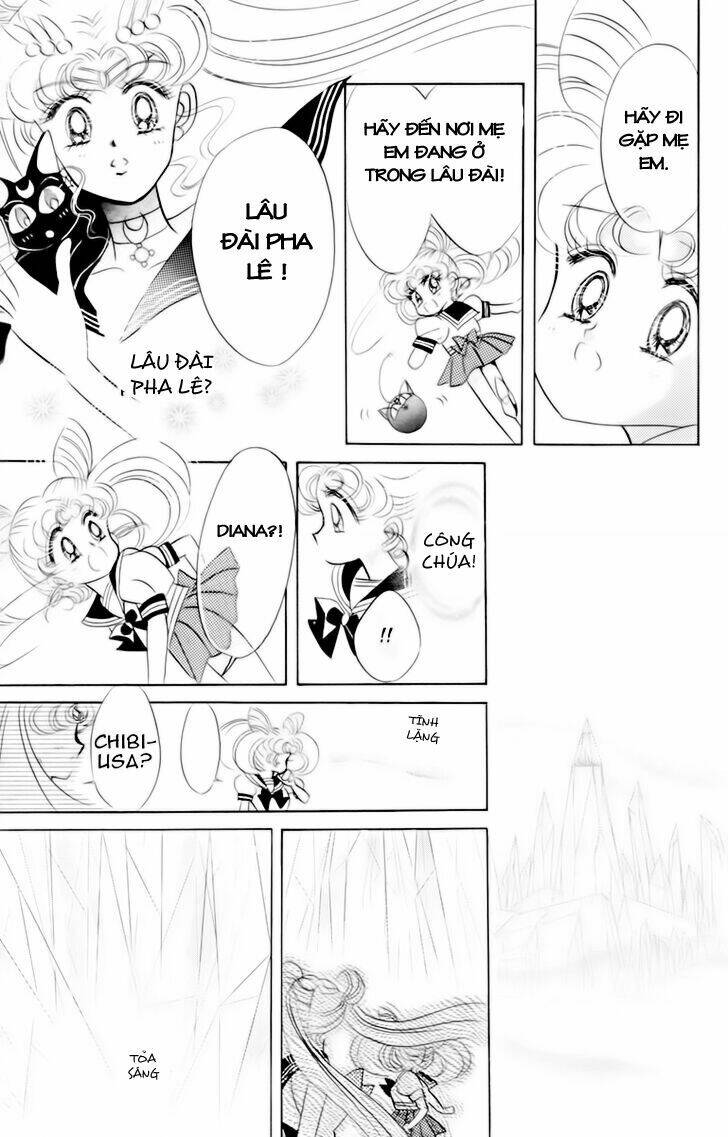 HÃY ĐI
GẶP MẸ
EM.
HÃY ĐẾN NƠI MẸ
EM ĐANG Ở
TRONG LÂU ĐÀI!
LÂU
ĐÀI PHA
LÊ !
LÂU ĐÀI
PHA LÊ?
CÔNG
CHÚA!
!!
DIANA?!
TĨNH
LẶNG
CHIBI-
USA?
TỎA
SÁNG